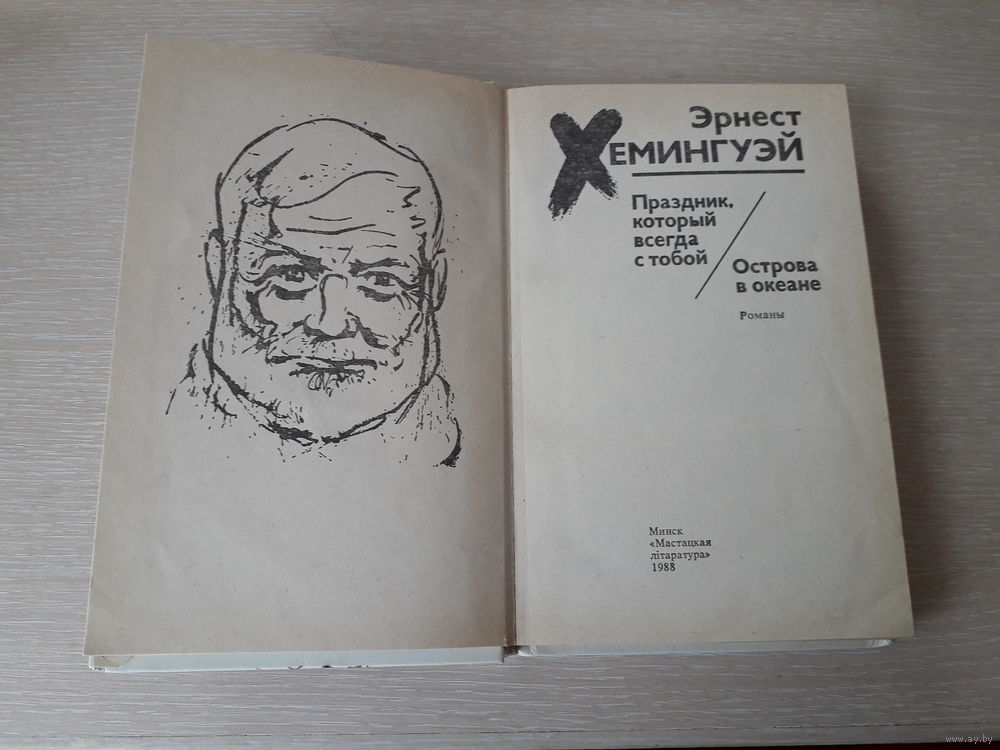 Эрнест
ХЕМИНГУЭЙ
Праздник,
который
всегда
с тобой
Острова
в океане
Романы
Минск
«Мастацкая
літаратура»
1988
www.ay.by